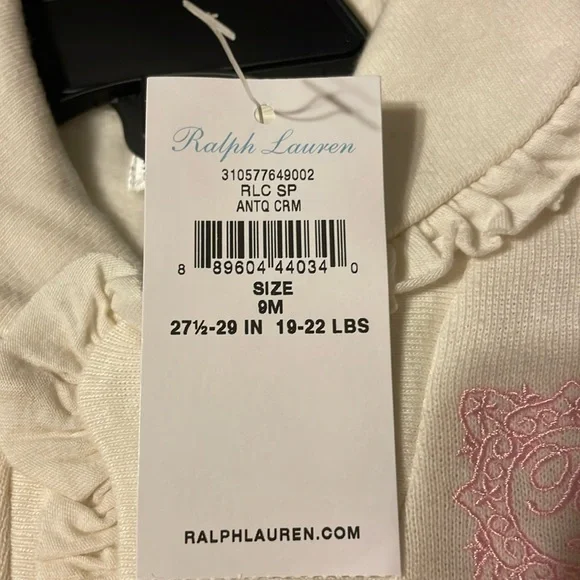 Ralph Lauren
310577649002
RLC SP
ANTQ CRM
8 89604 44034 0
SIZE
9M
27½-29 IN 19-22 LBS
RALPHLAUREN.COM